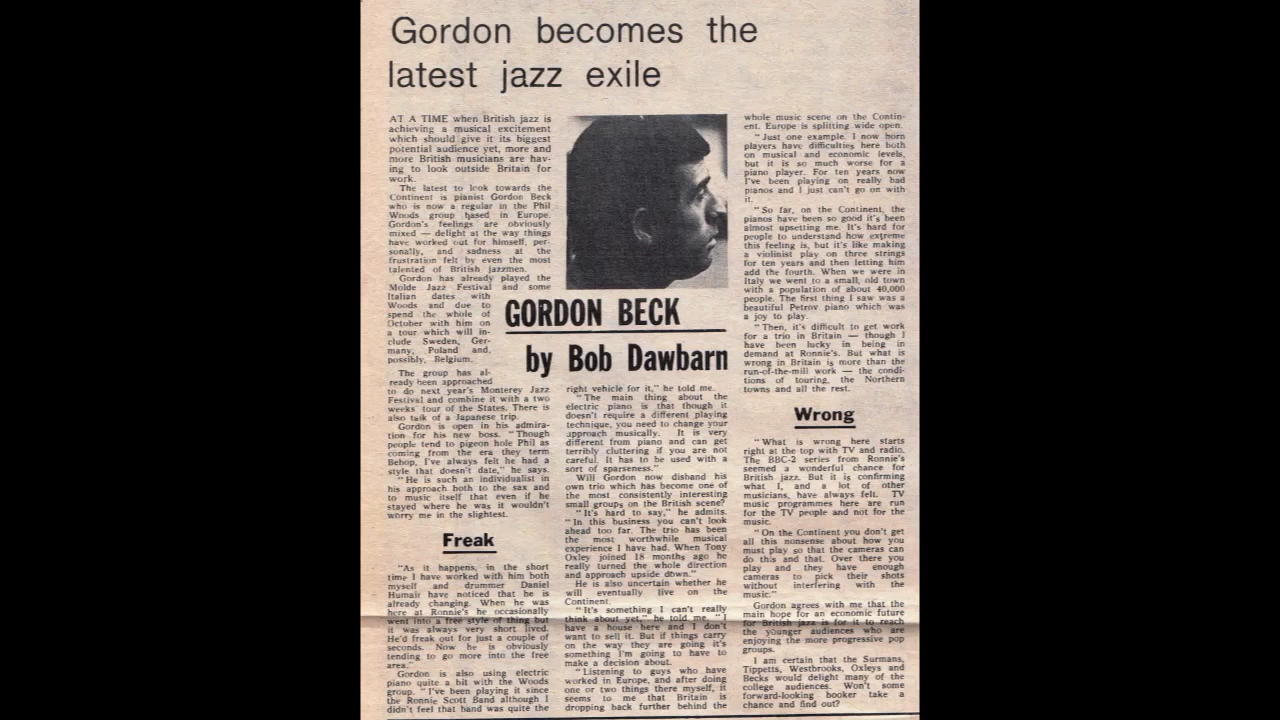 Gordon becomes the
latest jazz exile
AT A TIME when British jazz is
achieving a musical excitement
which should give it its biggest
potential audience yet, more and
more British musicians are hav-
ing to look outside Britain for
work.
The latest to look towards the
Continent is pianist Gordon Beck
who is now a regular in the Phil
Woods group based in Europe.
Gordon's feelings are obviously
mixed — delight at the way things
have worked out for himself, per-
sonally, and sadness at the
frustration felt by even the most
talented of British jazzmen.
Gordon has already played the
Molde Jazz Festival and some
Italian dates with
Woods and due to
spend the whole of
October with him on
a tour which will in-
clude Sweden, Ger-
many, Poland and,
possibly, Belgium.
The group has al-
ready been approached
to do next year's Monterey Jazz
Festival and combine it with a two
weeks' tour of the States. There is
also talk of a Japanese trip.
Gordon is open in his admira-
tion for his new boss. "Though
people tend to pigeon hole Phil as
coming from the era they term
Bebop, I've always felt he had a
style that doesn't date," he says.
"He is such an individualist in
his approach both to the sax and
to music itself that even if he
stayed where he was it wouldn't
worry me in the slightest.
Freak
"As it happens, in the short
time I have worked with him both
myself and drummer Daniel
Humair have noticed that he is
already changing. When he was
here at Ronnie's he occasionally
went into a free style of thing but
it was always very short lived.
He'd freak out for just a couple of
seconds. Now he is obviously
tending to go more into the free
area."
Gordon is also using electric
piano quite a bit with the Woods
group. "I've been playing it since
the Ronnie Scott Band although I
didn't feel that band was quite the
GORDON BECK
by Bob Dawbarn
right vehicle for it," he told me.
"The main thing about the
electric piano is that though it
doesn't require a different playing
technique, you need to change your
approach musically. It is very
different from piano and can get
terribly cluttering if you are not
careful. It has to be used with a
sort of sparseness."
Will Gordon now disband his
own trio which has become one of
the most consistently interesting
small groups on the British scene?
"It's hard to say," he admits.
"In this business you can't look
ahead too far. The trio has been
the most worthwhile musical
experience I have had. When Tony
Oxley joined 18 months ago he
really turned the whole direction
and approach upside down."
He is also uncertain whether he
will eventually live on the
Continent.
"It's something I can't really
think about yet," he told me. "I
have a house here and I don't
want to sell it. But if things carry
on the way they are going it's
something I'm going to have to
make a decision about.
"Listening to guys who have
worked in Europe, and after doing
one or two things there myself, it
seems to me that Britain is
dropping back further behind the
whole music scene on the Contin-
ent. Europe is splitting wide open.
"Just one example. I now horn
players have difficulties here both
on musical and economic levels,
but it is so much worse for a
piano player. For ten years now
I've been playing on really bad
pianos and I just can't go on with
it.
"So far, on the Continent, the
pianos have been so good it's been
almost upsetting me. It's hard for
people to understand how extreme
this feeling is, but it's like making
a violinist play on three strings
for ten years and then letting him
add the fourth. When we were in
Italy we went to a small, old town
with a population of about 40,000
people. The first thing I saw was a
beautiful Petrov piano which was
a joy to play.
"Then, it's difficult to get work
for a trio in Britain — though I
have been lucky in being in
demand at Ronnie's. But what is
wrong in Britain is more than the
run-of-the-mill work — the condi-
tions of touring, the Northern
towns and all the rest.
Wrong
"What is wrong here starts
right at the top with TV and radio.
The BBC-2 series from Ronnie's
seemed a wonderful chance for
British jazz. But it is confirming
what I, and a lot of other
musicians, have always felt. TV
music programmes here are run
for the TV people and not for the
music.
"On the Continent you don't get
all this nonsense about how you
must play so that the cameras can
do this and that. Over there you
play and they have enough
cameras to pick their shots
without interfering with the
music."
Gordon agrees with me that the
main hope for an economic future
for British jazz is for it to reach
the younger audiences who are
enjoying the more progressive pop
groups.
I am certain that the Surmans,
Tippetts, Westbrooks, Oxleys and
Becks would delight many of the
college audiences. Won't some
forward-looking booker take a
chance and find out?